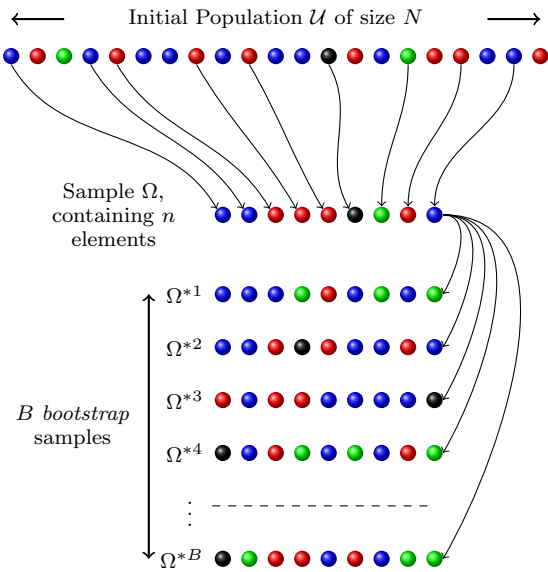 Initial Population 𝒰 of size N
Sample Ω,
containing n
elements
Ω*1
Ω*2
Ω*3
B bootstrap
samples
Ω*4
⋮
Ω*B